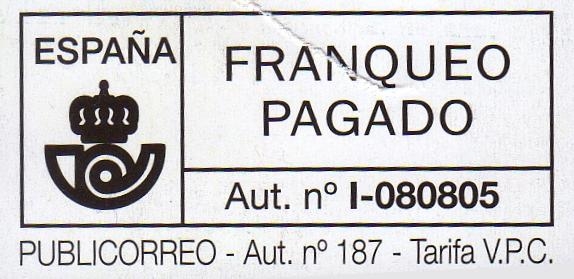 ESPAÑA
FRANQUEO
PAGADO
Aut. nº I-080805
PUBLICORREO - Aut. nº 187 - Tarifa V.P.C.